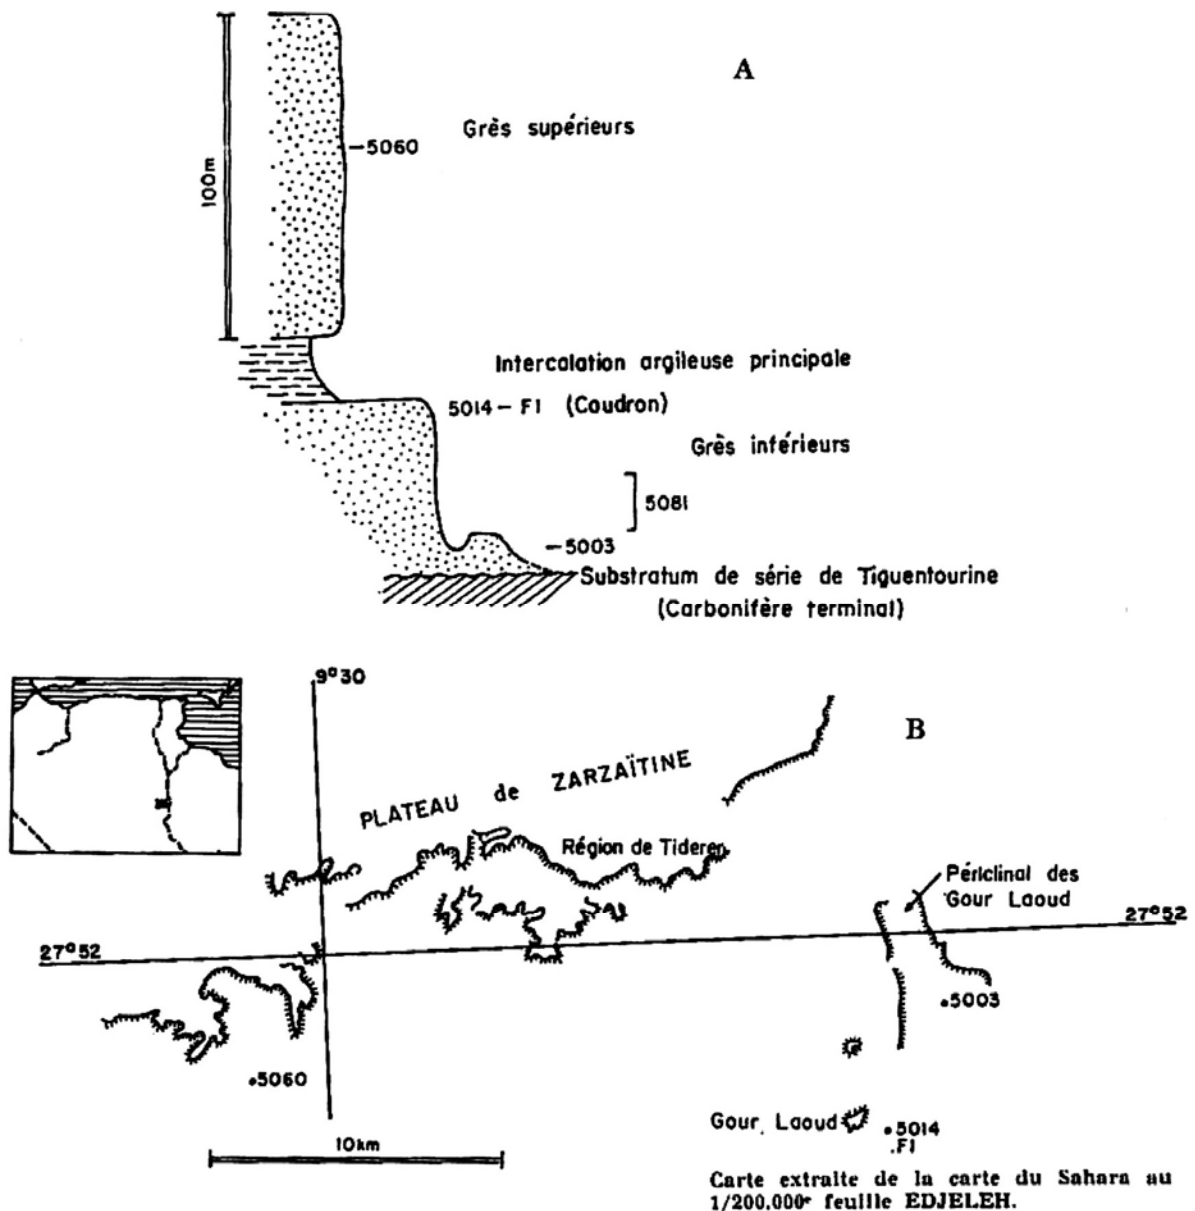 A
Grès supérieurs
–5060
100m
Intercalation argileuse principale
5014 – F1 (Coudron)
Grès inférieurs
5081
–5003
Substratum de série de Tiguentourine
(Carbonifère terminal)
9°30
B
PLATEAU de ZARZAÏTINE
Région de Tideren
Périclinal des
Gour Laoud
27°52
27°52
.5003
.5060
Gour Laoud
.5014
.F1
10km
Carte extraite de la carte du Sahara au
1/200.000e feuille EDJELEH.